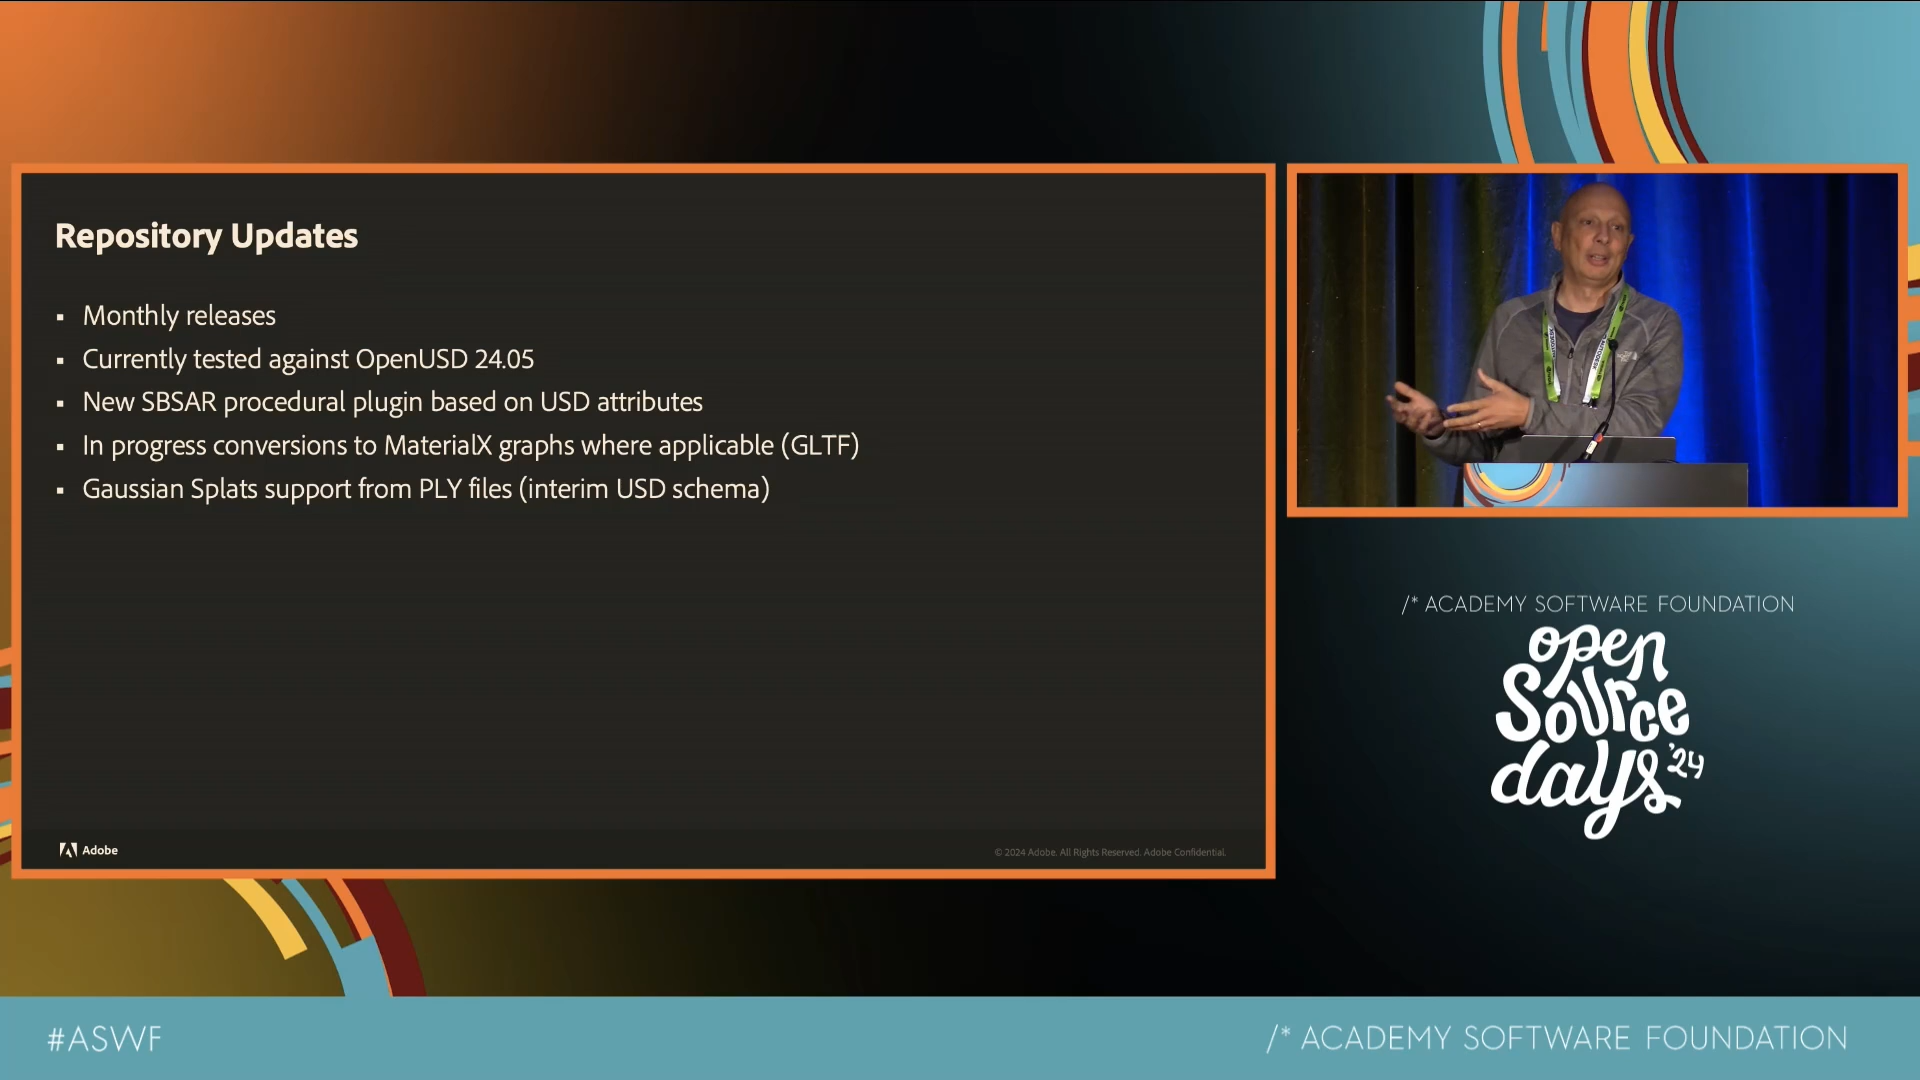 Repository Updates
▪ Monthly releases
▪ Currently tested against OpenUSD 24.05
▪ New SBSAR procedural plugin based on USD attributes
▪ In progress conversions to MaterialX graphs where applicable (GLTF)
▪ Gaussian Splats support from PLY files (interim USD schema)
Adobe
© 2024 Adobe. All Rights Reserved. Adobe Confidential.
/* ACADEMY SOFTWARE FOUNDATION
open
Source
days '24
#ASWF
/* ACADEMY SOFTWARE FOUNDATION